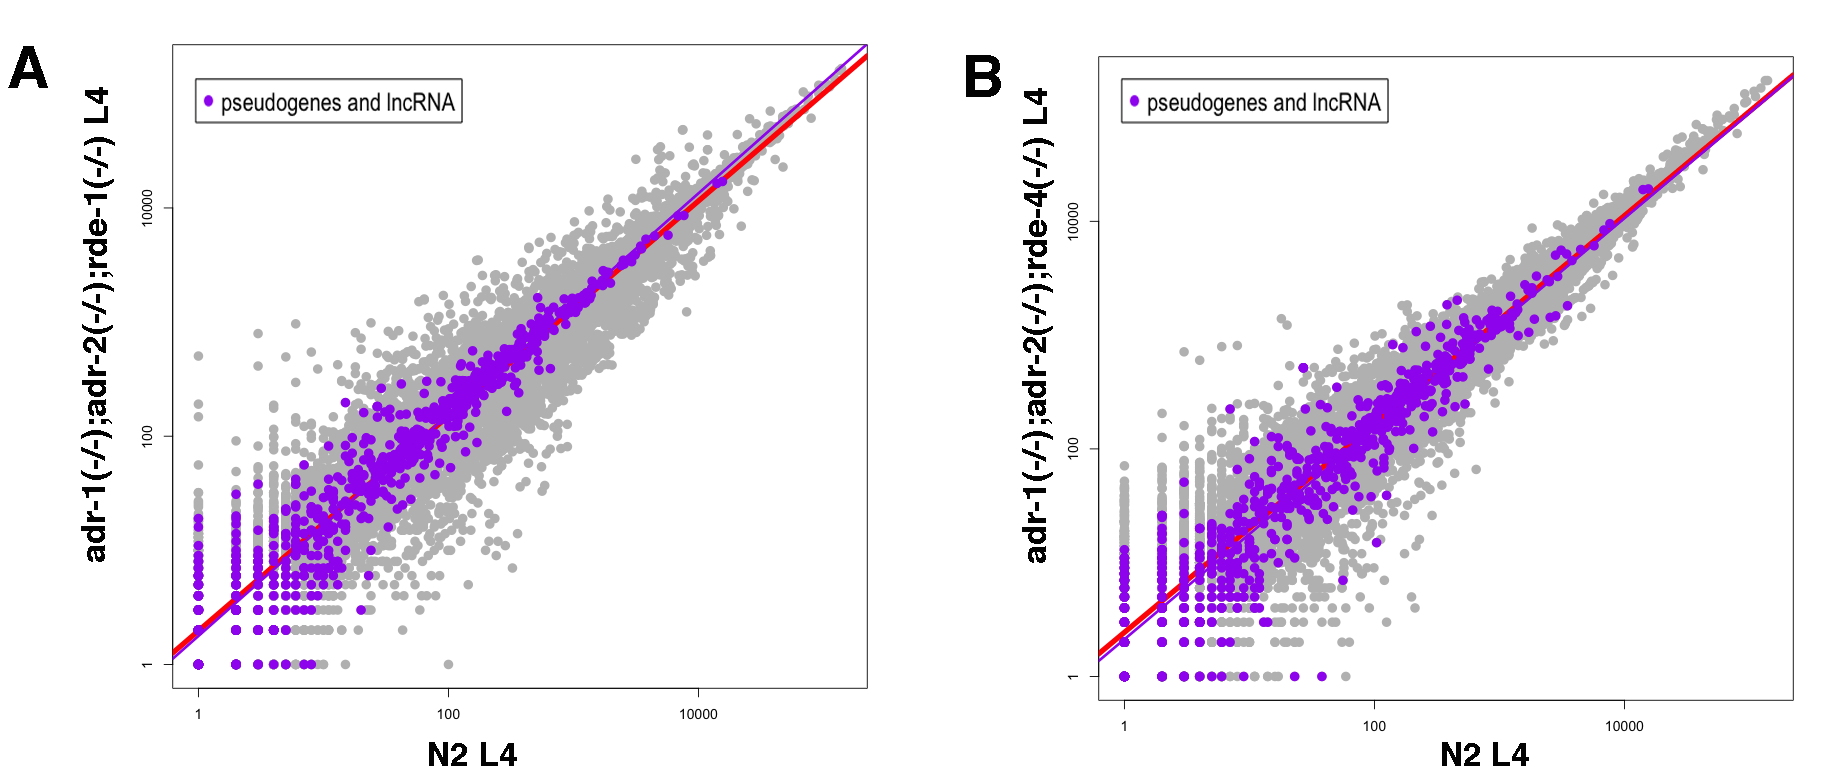 A
pseudogenes and lncRNA
adr-1(-/-);adr-2(-/-);rde-1(-/-) L4
10000
100
1
1
100
10000
N2 L4
B
pseudogenes and lncRNA
adr-1(-/-);adr-2(-/-);rde-4(-/-) L4
10000
100
1
1
100
10000
N2 L4